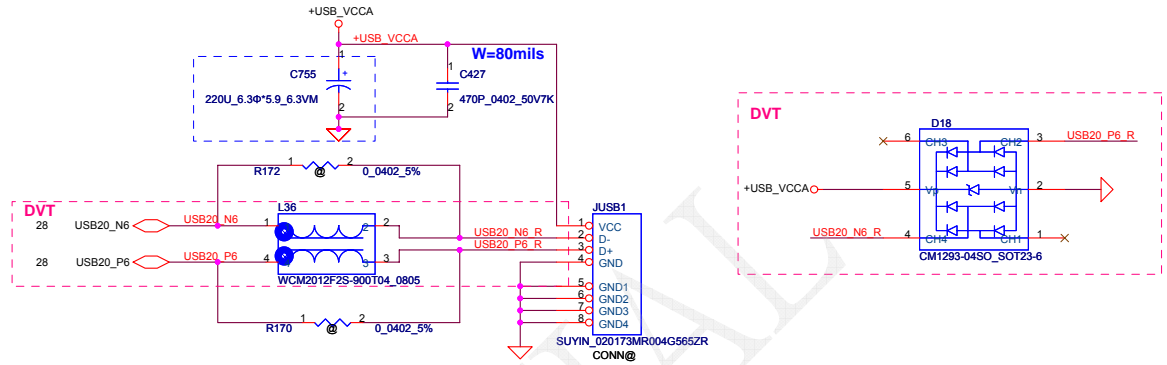 +USB_VCCA
+USB_VCCA
W=80mils
1
C755
+
220U_6.3Φ*5.9_6.3VM
2
1
C427
470P_0402_50V7K
2
R172
1
2
@
0_0402_5%
DVT
28
USB20_N6
USB20_N6
28
USB20_P6
USB20_P6
L36
1
2
2
4
3
3
WCM2012F2S-900T04_0805
USB20_N6_R
USB20_P6_R
R170
1
2
@
0_0402_5%
JUSB1
1
VCC
2
D-
3
D+
4
GND
5
GND1
6
GND2
7
GND3
8
GND4
SUYIN_020173MR004G565ZR
CONN@
DVT
D18
6
CH3
CH2
3
USB20_P6_R
+USB_VCCA
5
Vp
Vn
2
USB20_N6_R
4
CH4
CH1
1
CM1293-04SO_SOT23-6